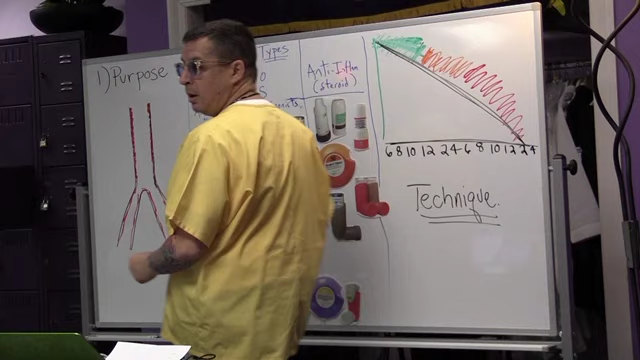 1) Purpose
Types
Anti-Inflam
(steroid)
6 8 10 12 2 4 6 8 10 12 2 4
Technique.